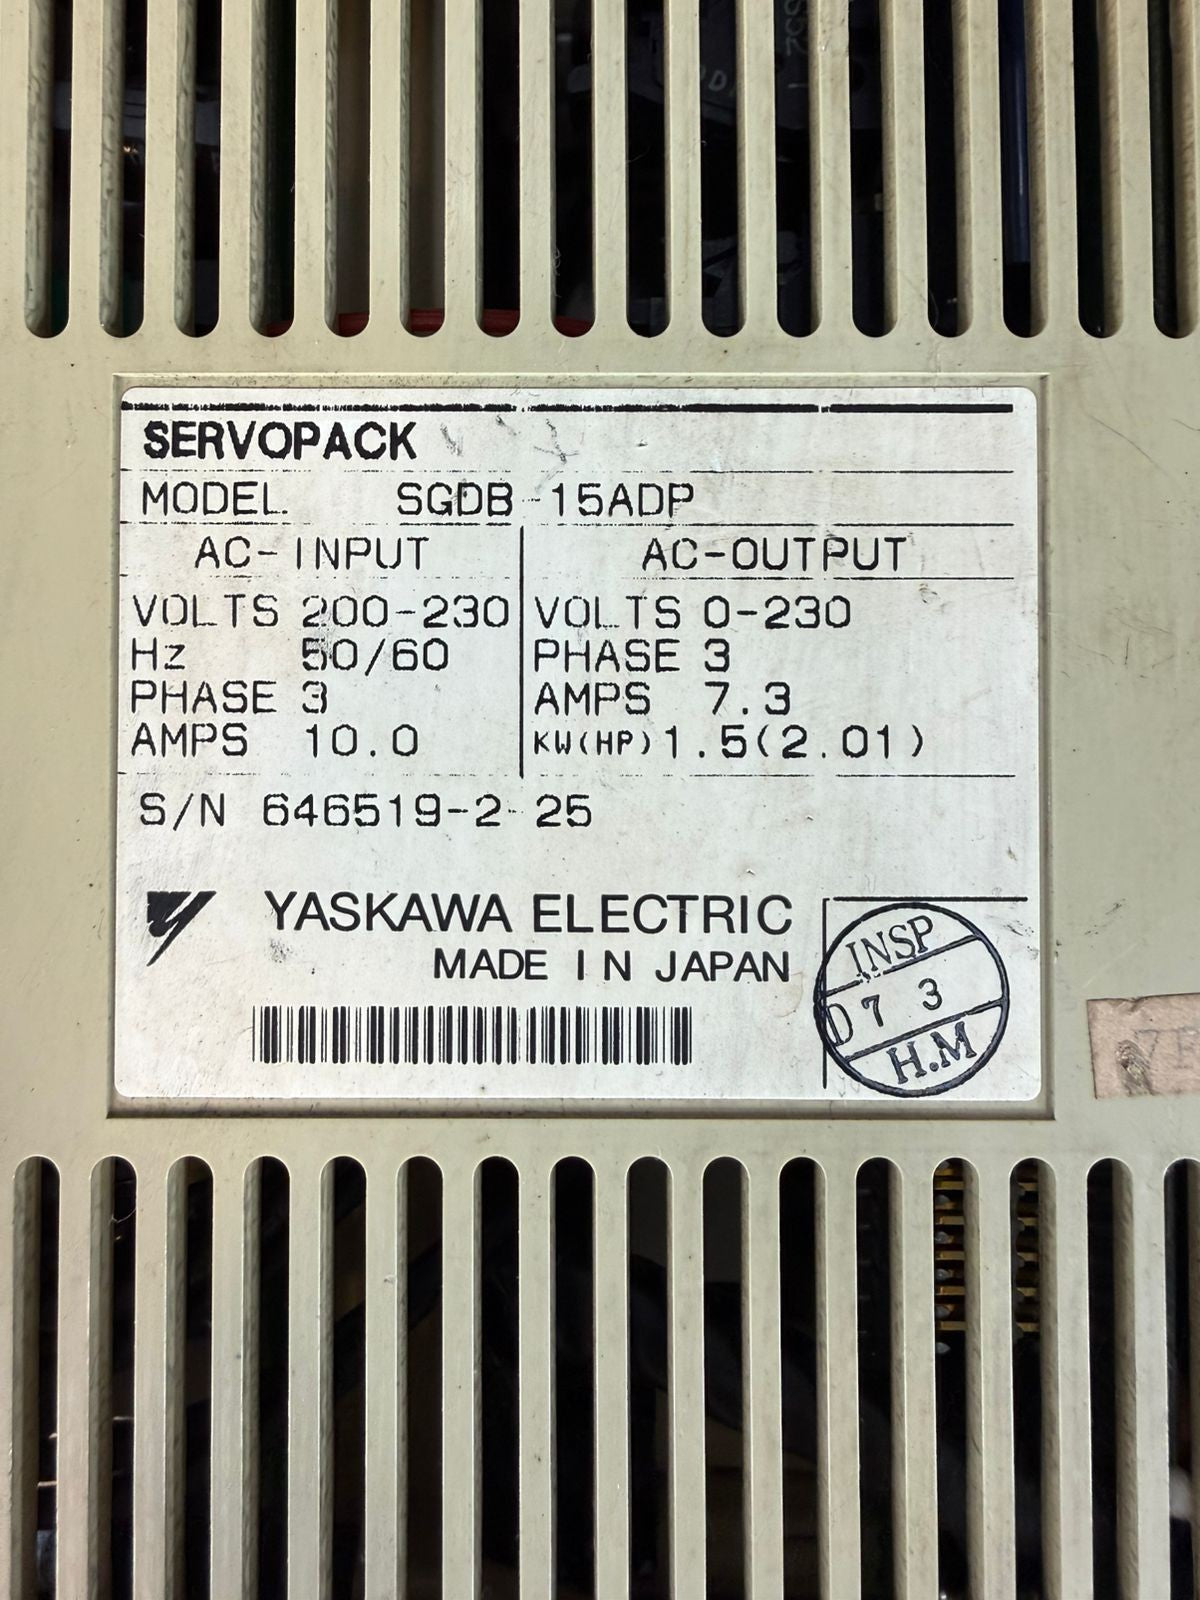 SERVOPACK
MODEL SGDB-15ADP
AC-INPUT AC-OUTPUT
VOLTS 200-230 VOLTS 0-230
Hz 50/60 PHASE 3
PHASE 3 AMPS 7.3
AMPS 10.0 KW(HP) 1.5(2.01)
S/N 646519-2-25
YASKAWA ELECTRIC
MADE IN JAPAN
INSP
D 7 3
H.M